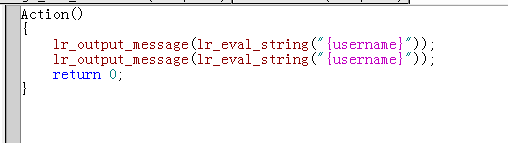 Action()
{
    lr_output_message(lr_eval_string("{username}"));
    lr_output_message(lr_eval_string("{username}"));
    return 0;
}